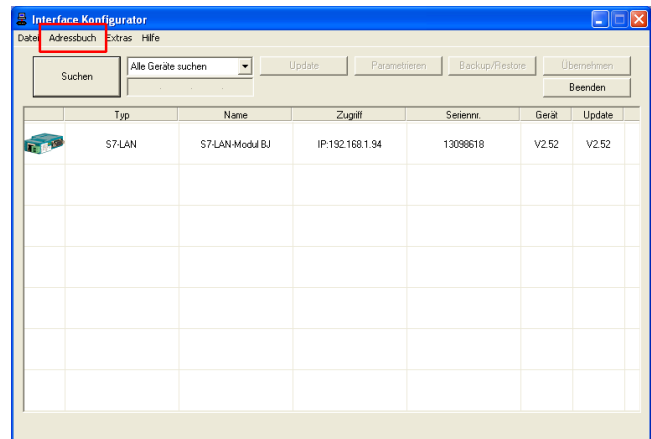 Interface Konfigurator
Datei Adressbuch Extras Hilfe
Suchen
Alle Geräte suchen
Update Parametrieren Backup/Restore Übernehmen
Beenden
Typ Name Zugriff Seriennr. Gerät Update
S7-LAN S7-LAN-Modul BJ IP:192.168.1.94 13098618 V2.52 V2.52